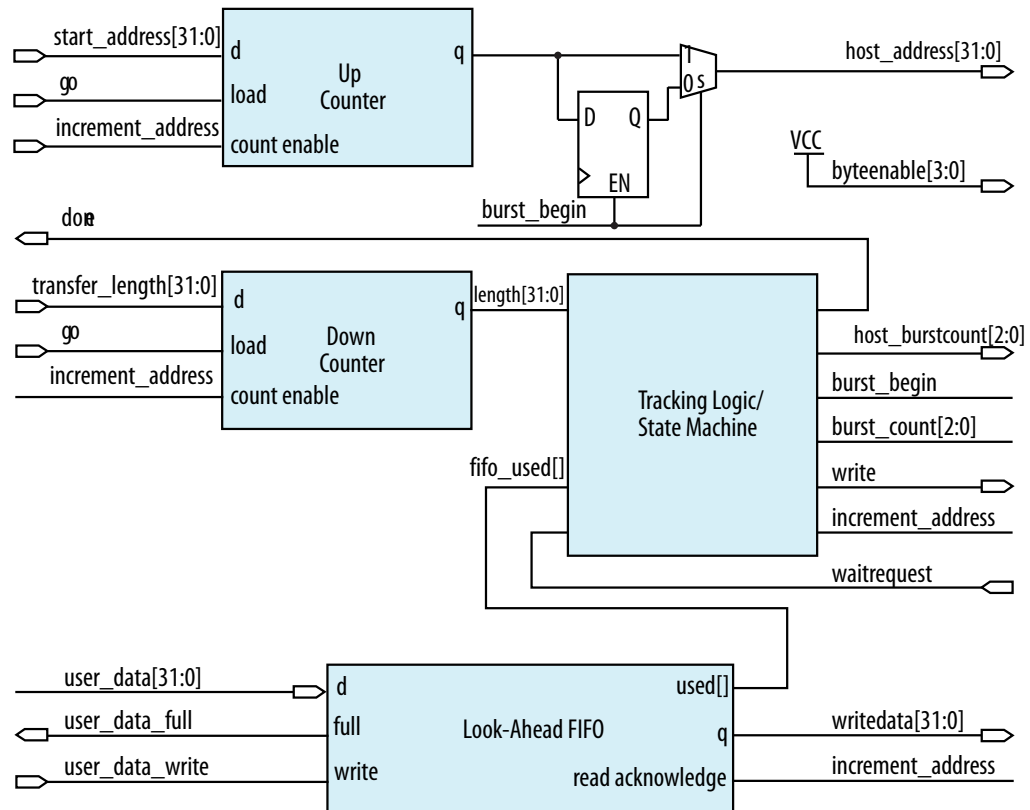 start_address[31:0]
d
q
host_address[31:0]
1
0
s
go
Up
Counter
load
increment_address
count enable
D
Q
EN
VCC
byteenable[3:0]
burst_begin
done
transfer_length[31:0]
d
q
length[31:0]
go
Down
Counter
load
host_burstcount[2:0]
increment_address
count enable
burst_begin
Tracking Logic/
State Machine
burst_count[2:0]
fifo_used[]
write
increment_address
waitrequest
user_data[31:0]
d
used[]
user_data_full
full
Look-Ahead FIFO
q
writedata[31:0]
user_data_write
write
read acknowledge
increment_address